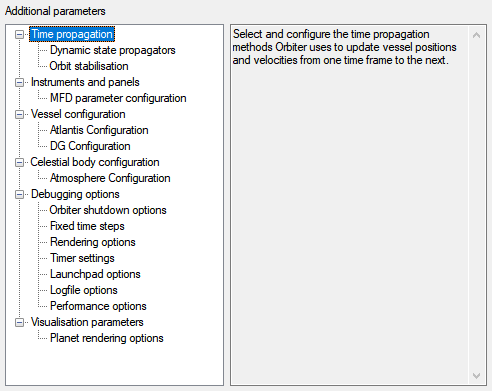 Additional parameters
Time propagation
Dynamic state propagators
Orbit stabilisation
Instruments and panels
MFD parameter configuration
Vessel configuration
Atlantis Configuration
DG Configuration
Celestial body configuration
Atmosphere Configuration
Debugging options
Orbiter shutdown options
Fixed time steps
Rendering options
Timer settings
Launchpad options
Logfile options
Performance options
Visualisation parameters
Planet rendering options
Select and configure the time propagation
methods Orbiter uses to update vessel positions
and velocities from one time frame to the next.